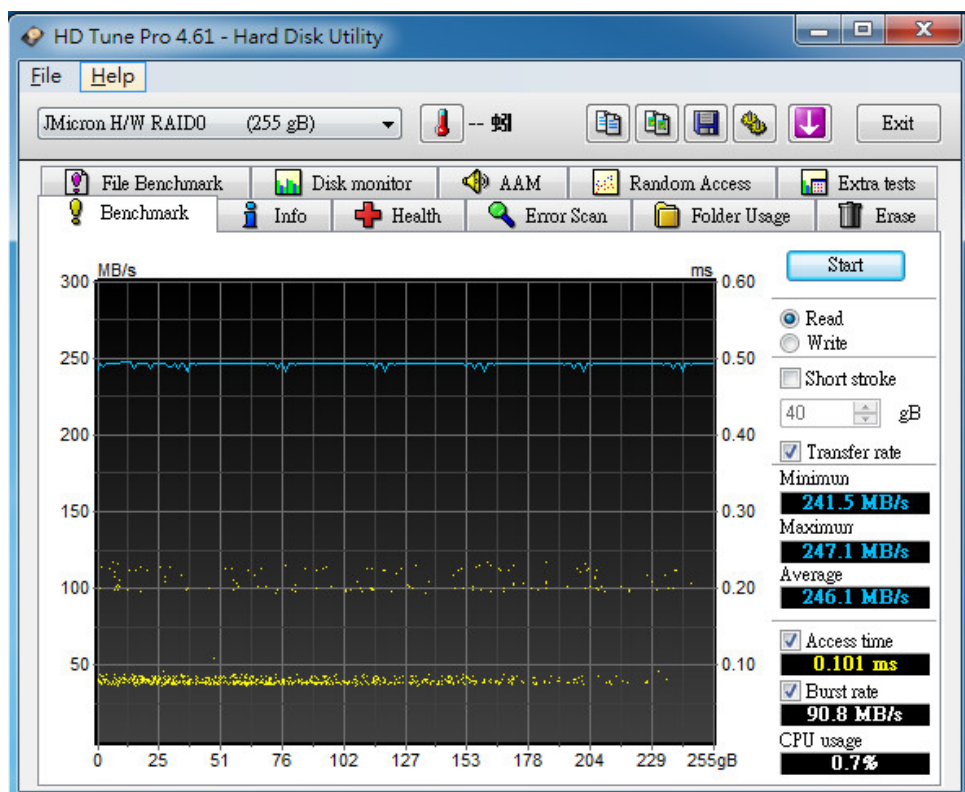 HD Tune Pro 4.61 - Hard Disk Utility
File Help
JMicron H/W RAID0 (255 gB)
-- 蚓
Exit
File Benchmark Disk monitor AAM Random Access Extra tests
Benchmark Info Health Error Scan Folder Usage Erase
MB/s
ms
300
250
200
150
100
50
0.60
0.50
0.40
0.30
0.20
0.10
0 25 51 76 102 127 153 178 204 229 255gB
Start
Read
Write
Short stroke
40 gB
Transfer rate
Minimun
241.5 MB/s
Maximurr
247.1 MB/s
Average
246.1 MB/s
Access time
0.101 ms
Burst rate
90.8 MB/s
CPU usage
0.7%